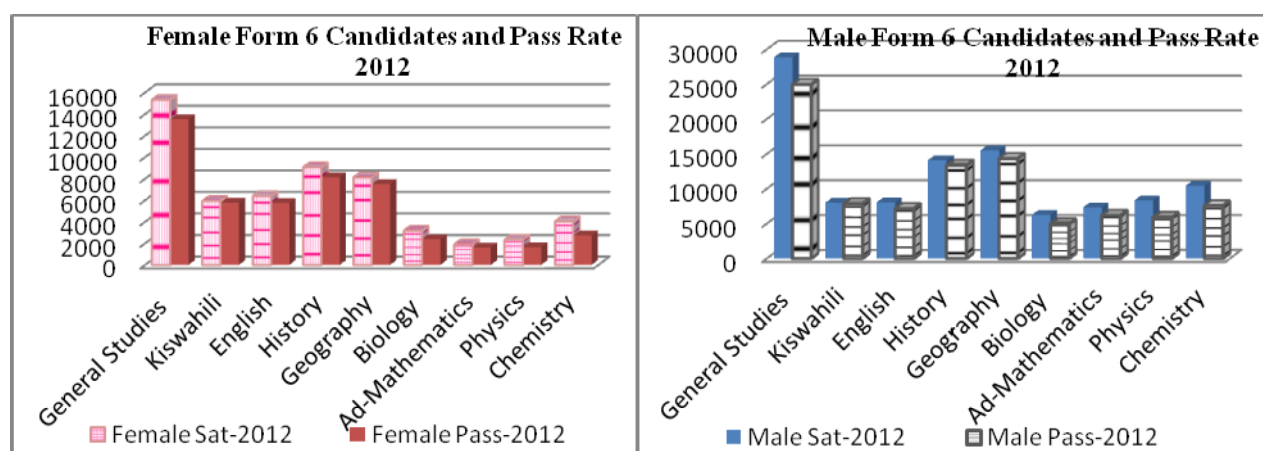 Female Form 6 Candidates and Pass Rate
2012
16000
14000
12000
10000
8000
6000
4000
2000
0
General Studies
Kiswahili
English
History
Geography
Biology
Ad-Mathematics
Physics
Chemistry
Female Sat-2012
Female Pass-2012
Male Form 6 Candidates and Pass Rate
2012
30000
25000
20000
15000
10000
5000
0
General Studies
Kiswahili
English
History
Geography
Biology
Ad-Mathematics
Physics
Chemistry
Male Sat-2012
Male Pass-2012